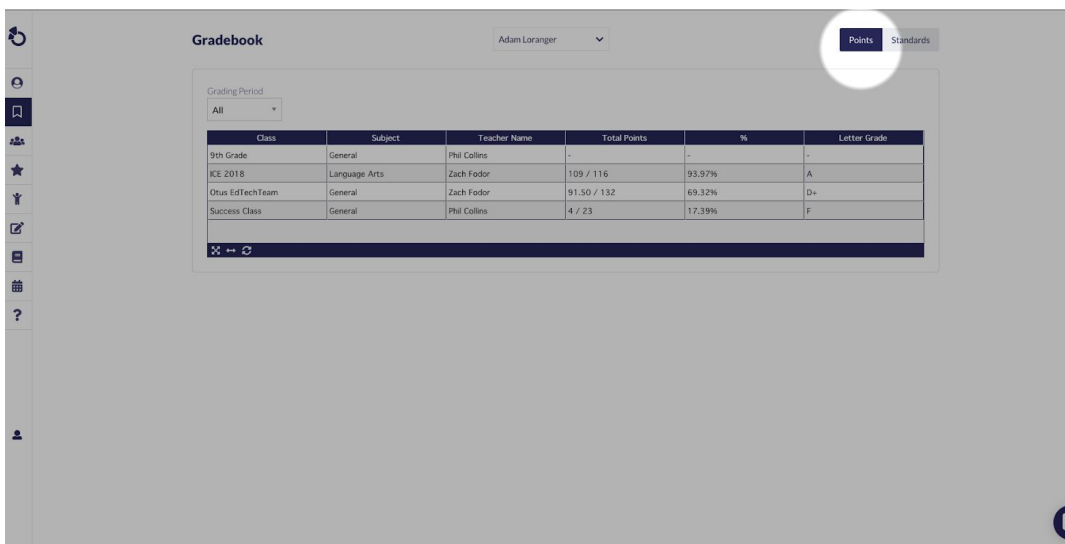 Gradebook Adam Loranger Points Standards
Grading Period
All
Class Subject Teacher Name Total Points % Letter Grade
9th Grade General Phil Collins - - -
ICE 2018 Language Arts Zach Fodor 109 / 116 93.97% A
Otus EdTechTeam General Zach Fodor 91.50 / 132 69.32% D+
Success Class General Phil Collins 4 / 23 17.39% F
?